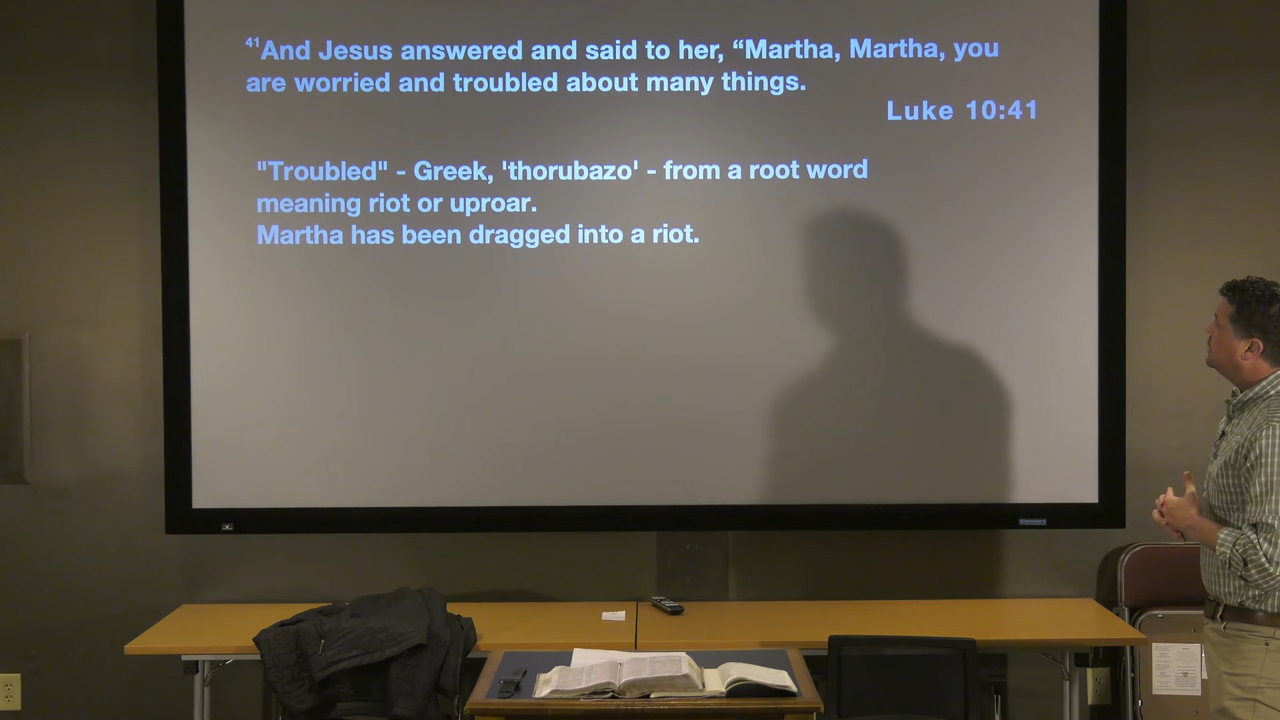 ⁴¹And Jesus answered and said to her, “Martha, Martha, you
are worried and troubled about many things.
Luke 10:41
"Troubled" - Greek, 'thorubazo' - from a root word
meaning riot or uproar.
Martha has been dragged into a riot.